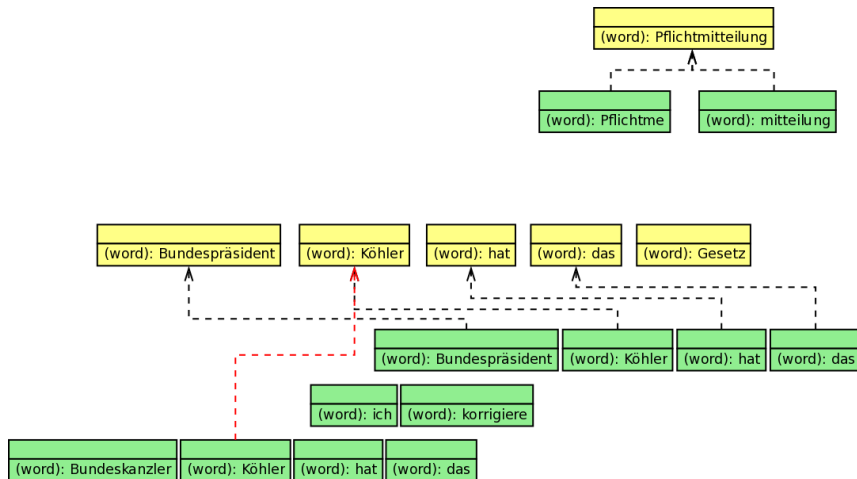 (word): Pflichtmitteilung
(word): Pflichtme (word): mitteilung
(word): Bundespräsident (word): Köhler (word): hat (word): das (word): Gesetz
(word): Bundespräsident (word): Köhler (word): hat (word): das
(word): ich (word): korrigiere
(word): Bundeskanzler (word): Köhler (word): hat (word): das